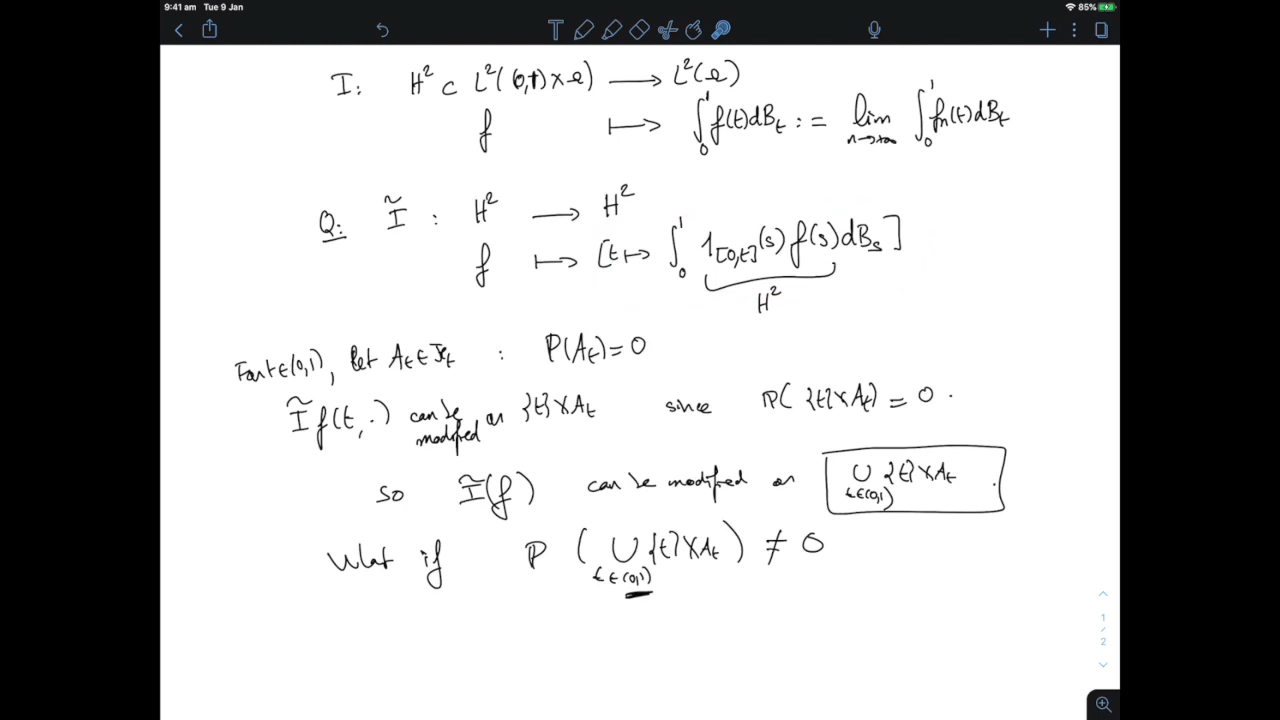 9:41 am Tue 9 Jan
85%
I: H² ⊂ L²((0,1)×Ω) ⟶ L²(Ω)
f ⟼ ∫₀¹ f(t)dB_t := lim_{n→+∞} ∫₀¹ f_n(t)dB_t
Q: Ĩ : H² ⟶ H²
f ⟼ [t ↦ ∫₀¹ 1_{[0,t]}(s) f(s)dB_s]
H²
For t∈(0,1), let A_t ∈ ℱ_t : P(A_t) = 0
Ĩf(t,·) can be modified on {t}×A_t since P({t}×A_t) = 0.
so Ĩ(f) can be modified on ∪_{t∈(0,1)} {t}×A_t.
What if P(∪_{t∈(0,1)} {t}×A_t) ≠ 0
1
/
2